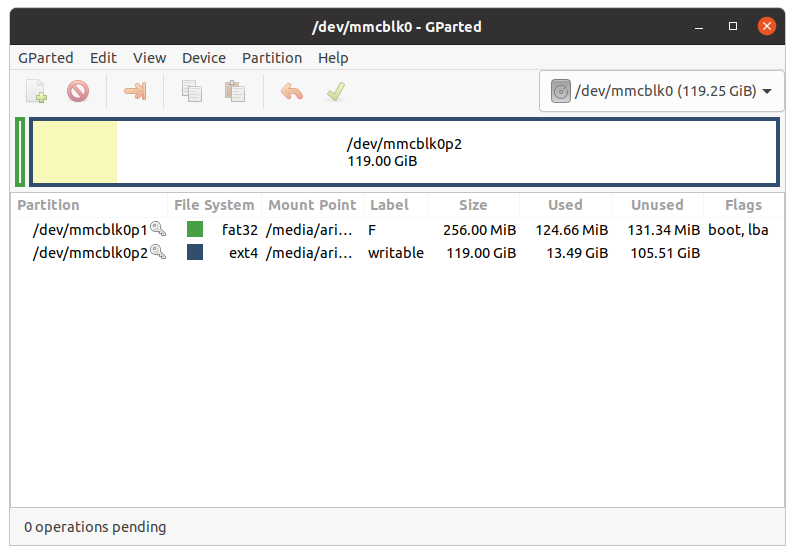 /dev/mmcblk0 - GParted
GParted Edit View Device Partition Help
/dev/mmcblk0 (119.25 GiB)
/dev/mmcblk0p2
119.00 GiB
Partition File System Mount Point Label Size Used Unused Flags
/dev/mmcblk0p1 fat32 /media/ari... F 256.00 MiB 124.66 MiB 131.34 MiB boot, lba
/dev/mmcblk0p2 ext4 /media/ari... writable 119.00 GiB 13.49 GiB 105.51 GiB
0 operations pending